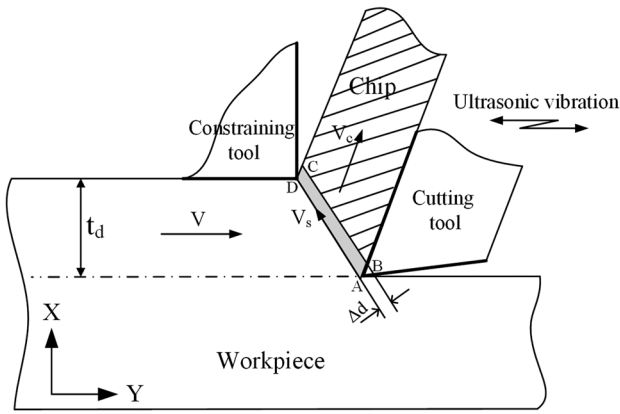 Chip
Ultrasonic vibration
Constraining
tool
V_c
C
D
Cutting
tool
t_d
V
V_s
B
A
Δd
X
Y
Workpiece